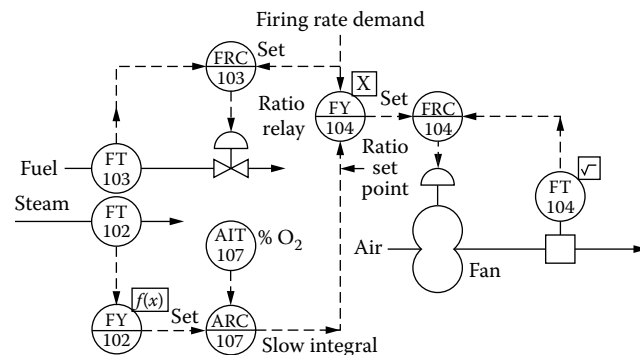 Firing rate demand
FRC
103
Set
X
Ratio
relay
FY
104
Set
FRC
104
Ratio
set
point
Fuel
FT
103
√
FT
104
Steam
FT
102
AIT
107
% O₂
Air
Fan
f(x)
FY
102
Set
ARC
107
Slow integral